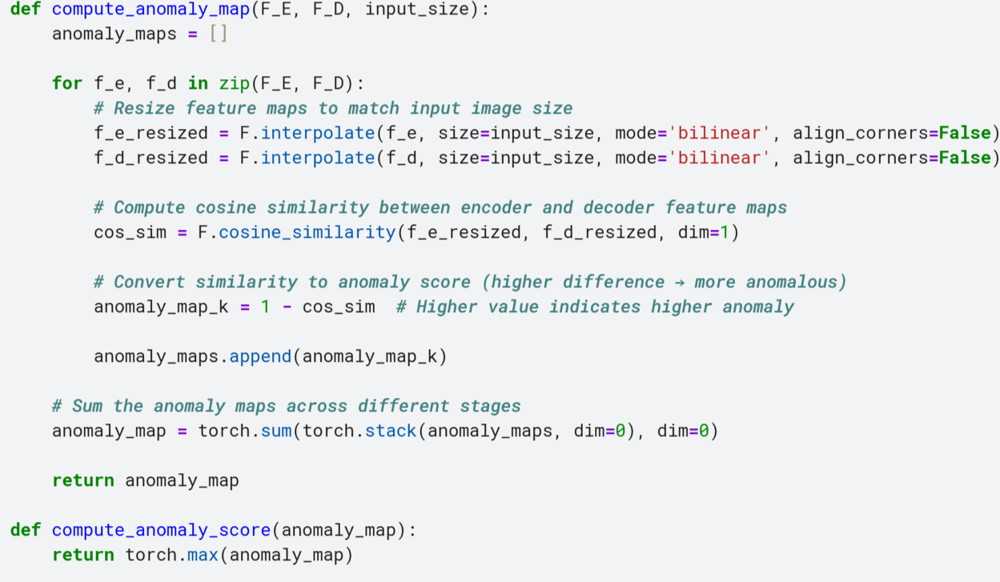 def compute_anomaly_map(F_E, F_D, input_size):
    anomaly_maps = []

    for f_e, f_d in zip(F_E, F_D):
        # Resize feature maps to match input image size
        f_e_resized = F.interpolate(f_e, size=input_size, mode='bilinear', align_corners=False)
        f_d_resized = F.interpolate(f_d, size=input_size, mode='bilinear', align_corners=False)

        # Compute cosine similarity between encoder and decoder feature maps
        cos_sim = F.cosine_similarity(f_e_resized, f_d_resized, dim=1)

        # Convert similarity to anomaly score (higher difference → more anomalous)
        anomaly_map_k = 1 - cos_sim  # Higher value indicates higher anomaly

        anomaly_maps.append(anomaly_map_k)

    # Sum the anomaly maps across different stages
    anomaly_map = torch.sum(torch.stack(anomaly_maps, dim=0), dim=0)

    return anomaly_map

def compute_anomaly_score(anomaly_map):
    return torch.max(anomaly_map)